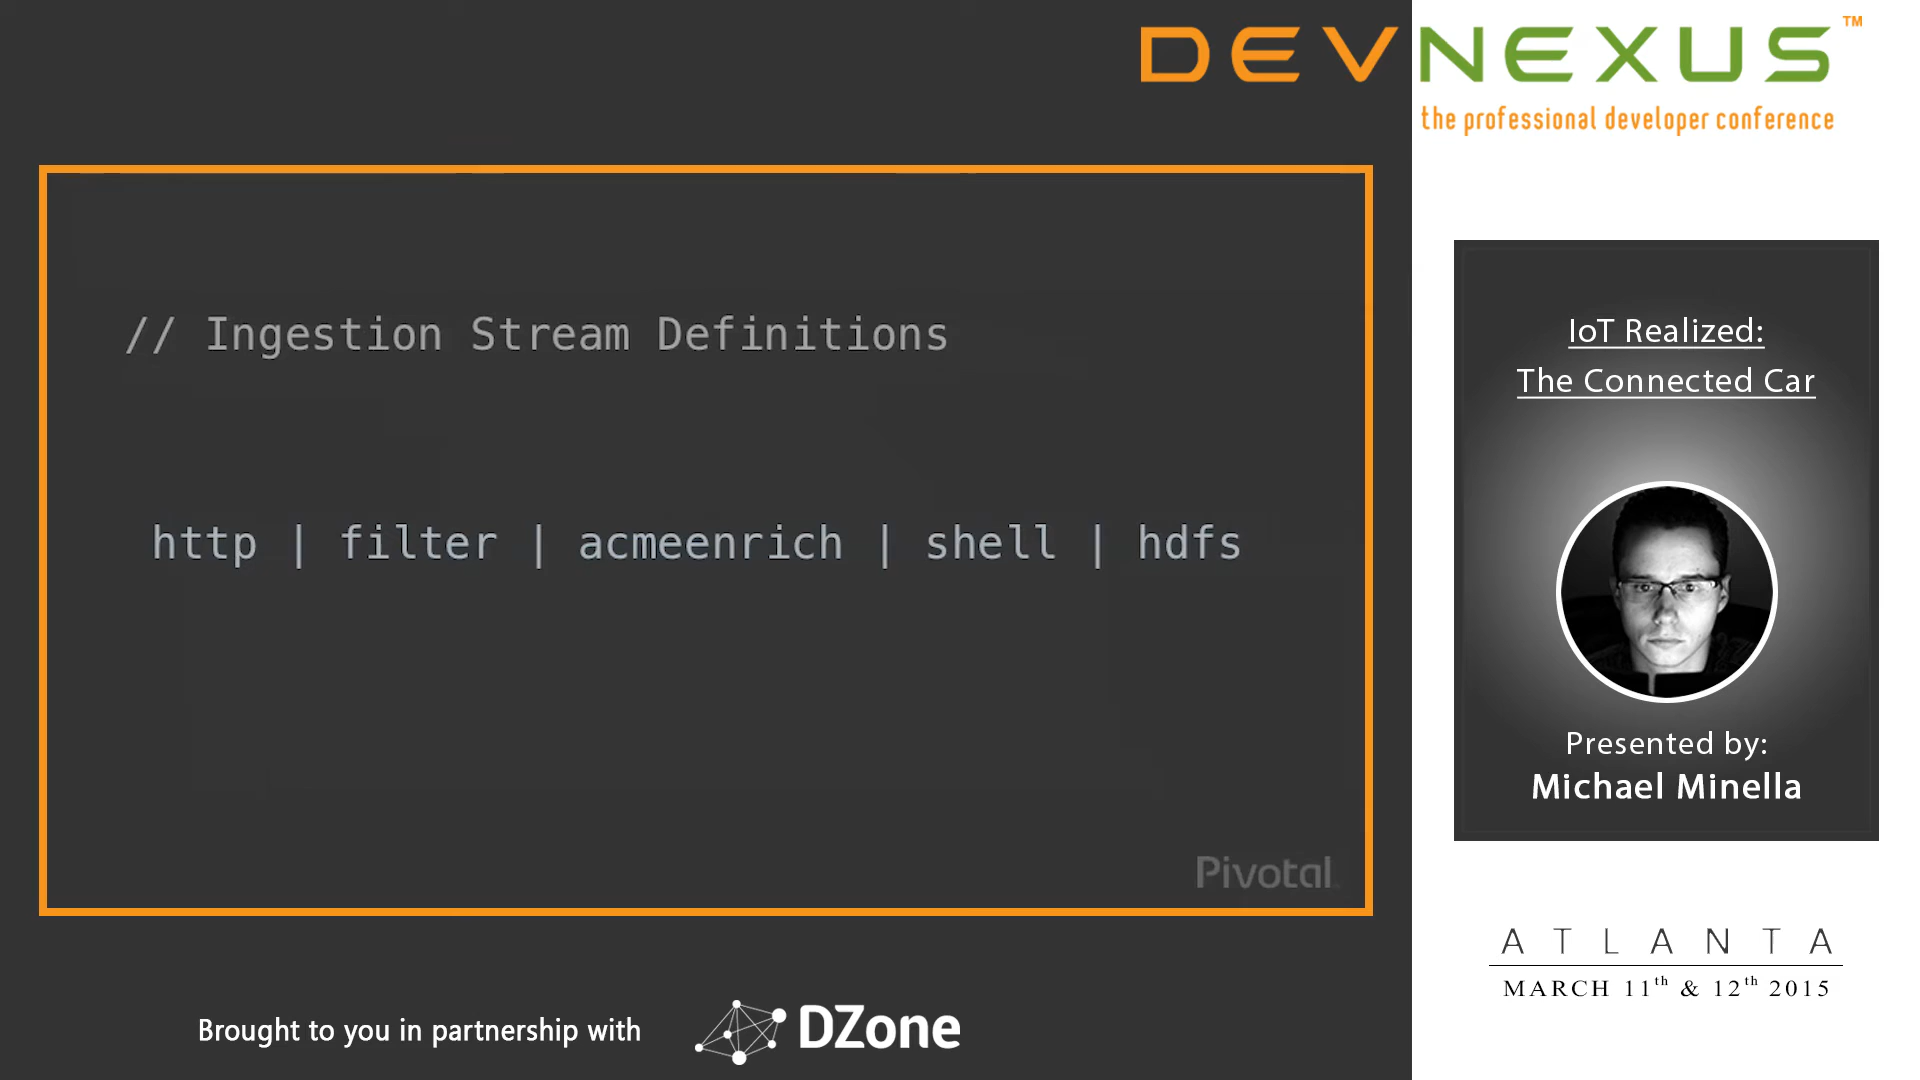 DEVNEXUS™
the professional developer conference
// Ingestion Stream Definitions
http | filter | acmeenrich | shell | hdfs
Pivotal
IoT Realized:
The Connected Car
Presented by:
Michael Minella
ATLANTA
MARCH 11th & 12th 2015
Brought to you in partnership with
DZone